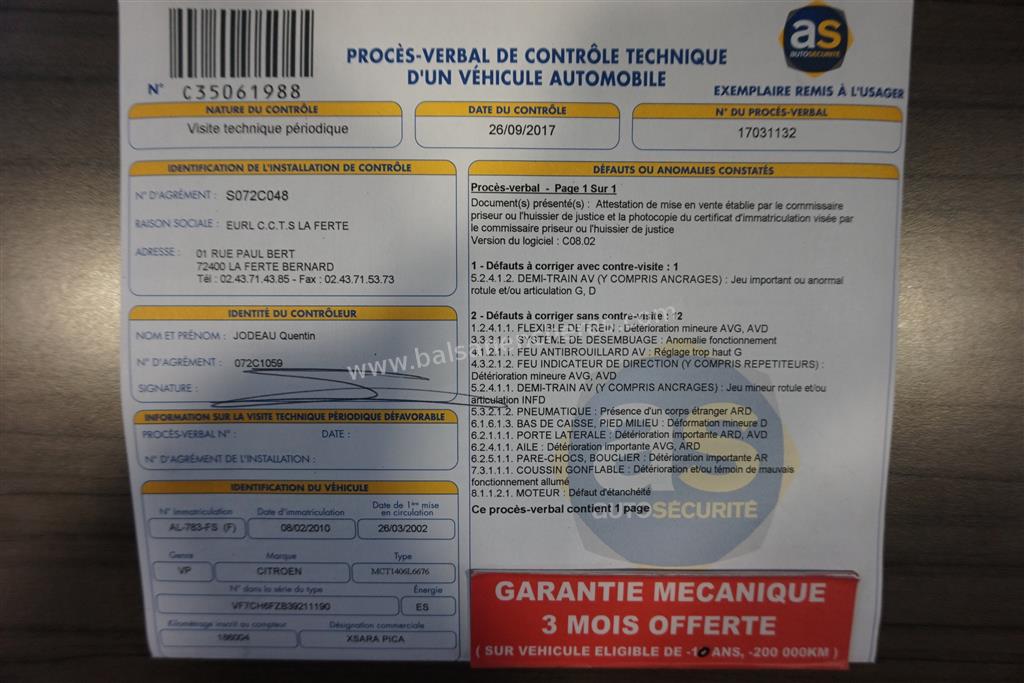 as
AUTOSÉCURITÉ
PROCÈS-VERBAL DE CONTRÔLE TECHNIQUE
D'UN VÉHICULE AUTOMOBILE
N° C35061988
EXEMPLAIRE REMIS À L'USAGER
NATURE DU CONTRÔLE
Visite technique périodique
DATE DU CONTRÔLE
26/09/2017
N° DU PROCÈS-VERBAL
17031132
IDENTIFICATION DE L'INSTALLATION DE CONTRÔLE
N° D'AGRÉMENT : S072C048
RAISON SOCIALE : EURL C.C.T.S LA FERTE
ADRESSE : 01 RUE PAUL BERT
72400 LA FERTE BERNARD
Tél : 02.43.71.43.85 - Fax : 02.43.71.53.73
IDENTITÉ DU CONTRÔLEUR
NOM ET PRÉNOM : JODEAU Quentin
N° D'AGRÉMENT : 072C1059
SIGNATURE :
INFORMATION SUR LA VISITE TECHNIQUE PÉRIODIQUE DÉFAVORABLE
PROCÈS-VERBAL N° : DATE :
N° D'AGRÉMENT DE L'INSTALLATION :
IDENTIFICATION DU VÉHICULE
N° immatriculation Date d'immatriculation Date de 1ère mise
en circulation
AL-783-FS (F) 08/02/2010 26/03/2002
Genre Marque Type
VP CITROEN MCT1406L6676
N° dans la série du type Énergie
VF7CH6FZB39211190 ES
Kilométrage inscrit au compteur Désignation commerciale
186004 XSARA PICA
DÉFAUTS OU ANOMALIES CONSTATÉS
Procès-verbal - Page 1 Sur 1
Document(s) présenté(s) : Attestation de mise en vente établie par le commissaire
priseur ou l'huissier de justice et la photocopie du certificat d'immatriculation visée par
le commissaire priseur ou l'huissier de justice
Version du logiciel : C08.02
1 - Défauts à corriger avec contre-visite : 1
5.2.4.1.2. DEMI-TRAIN AV (Y COMPRIS ANCRAGES) : Jeu important ou anormal
rotule et/ou articulation G, D
2 - Défauts à corriger sans contre-visite : 12
1.2.4.1.1. FLEXIBLE DE FREIN : Détérioration mineure AVG, AVD
3.3.3.1.1. SYSTEME DE DESEMBUAGE : Anomalie fonctionnement
4.1.2.1.1. FEU ANTIBROUILLARD AV : Réglage trop haut G
4.3.2.1.2. FEU INDICATEUR DE DIRECTION (Y COMPRIS REPETITEURS) :
Détérioration mineure AVG, AVD
5.2.4.1.1. DEMI-TRAIN AV (Y COMPRIS ANCRAGES) : Jeu mineur rotule et/ou
articulation INFD
5.3.2.1.2. PNEUMATIQUE : Présence d'un corps étranger ARD
6.1.6.1.3. BAS DE CAISSE, PIED MILIEU : Déformation mineure D
6.2.1.1.1. PORTE LATERALE : Détérioration importante ARD, AVD
6.2.4.1.1. AILE : Détérioration importante AVG, ARD
6.2.5.1.1. PARE-CHOCS, BOUCLIER : Détérioration importante AR
7.3.1.1.1. COUSSIN GONFLABLE : Détérioration et/ou témoin de mauvais
fonctionnement allumé
8.1.1.2.1. MOTEUR : Défaut d'étanchéité
Ce procès-verbal contient 1 page
as
AUTOSÉCURITÉ
GARANTIE MECANIQUE
3 MOIS OFFERTE
( SUR VEHICULE ELIGIBLE DE -10 ANS, -200 000KM )